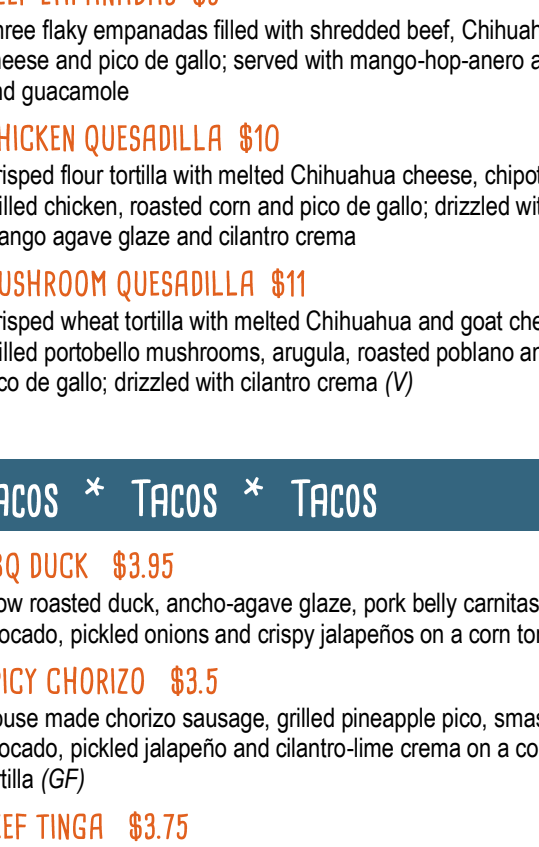 EMPANADAS $
hree flaky empanadas filled with shredded beef, Chihuah
eese and pico de gallo; served with mango-hop-anero a
nd guacamole
HICKEN QUESADILLA $10
risped flour tortilla with melted Chihuahua cheese, chipot
illed chicken, roasted corn and pico de gallo; drizzled wit
ango agave glaze and cilantro crema
USHROOM QUESADILLA $11
risped wheat tortilla with melted Chihuahua and goat che
illed portobello mushrooms, arugula, roasted poblano an
co de gallo; drizzled with cilantro crema (V)
ACOS * TACOS * TACOS
BQ DUCK $3.95
ow roasted duck, ancho-agave glaze, pork belly carnitas
ocado, pickled onions and crispy jalapeños on a corn tor
ICY CHORIZO $3.5
ouse made chorizo sausage, grilled pineapple pico, smas
ocado, pickled jalapeño and cilantro-lime crema on a co
tilla (GF)
EF TINGA $3.75